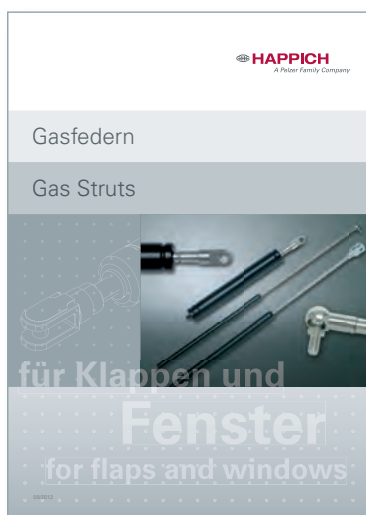 HAPPICH
A Pelzer Family Company
Gasfedern
Gas Struts
für Klappen und
Fenster
for flaps and windows